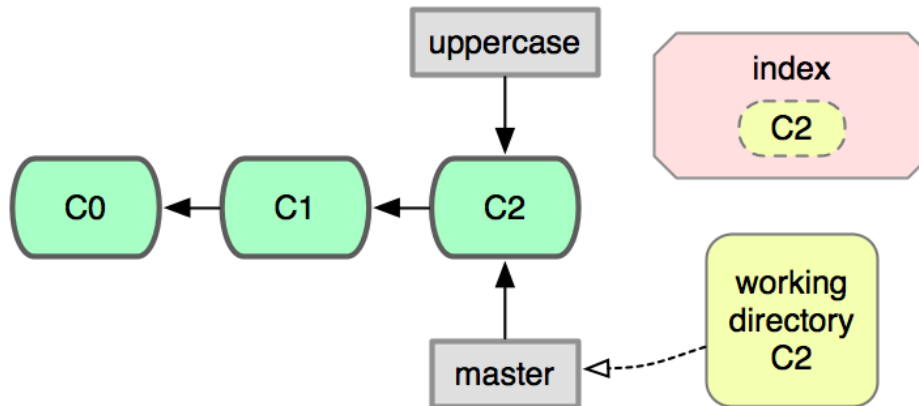 uppercase
index
C2
C0
C1
C2
working
directory
C2
master